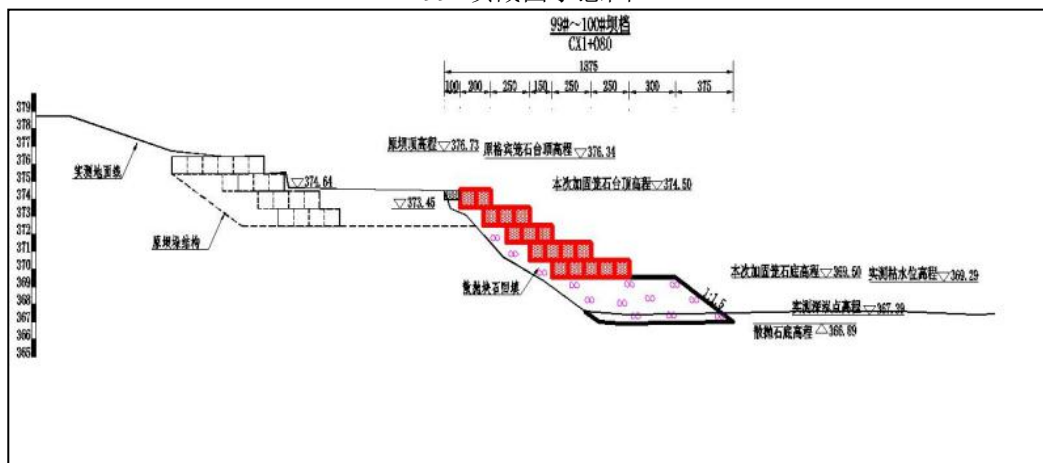 99#～100#坝档
CX1+080
1875
100 200 250 150 250 250 300 375
379
378
377
376
375
374
373
372
371
370
369
368
367
366
365
实测地面线
原坝垛结构
374.64
373.45
原坝顶高程 376.73
原格宾笼石台顶高程 376.34
本次加固笼石台顶高程 374.50
散抛块石回填
本次加固笼石底高程 369.50
实测枯水位高程 369.29
1:1.5
实测深泓点高程 367.39
散抛石底高程 366.89